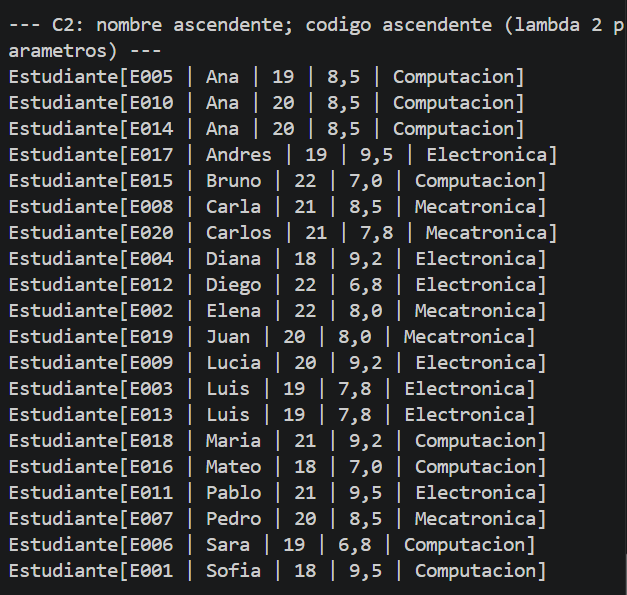 --- C2: nombre ascendente; codigo ascendente (lambda 2 p
arametros) ---
Estudiante[E005 | Ana | 19 | 8,5 | Computacion]
Estudiante[E010 | Ana | 20 | 8,5 | Computacion]
Estudiante[E014 | Ana | 20 | 8,5 | Computacion]
Estudiante[E017 | Andres | 19 | 9,5 | Electronica]
Estudiante[E015 | Bruno | 22 | 7,0 | Computacion]
Estudiante[E008 | Carla | 21 | 8,5 | Mecatronica]
Estudiante[E020 | Carlos | 21 | 7,8 | Mecatronica]
Estudiante[E004 | Diana | 18 | 9,2 | Electronica]
Estudiante[E012 | Diego | 22 | 6,8 | Electronica]
Estudiante[E002 | Elena | 22 | 8,0 | Mecatronica]
Estudiante[E019 | Juan | 20 | 8,0 | Mecatronica]
Estudiante[E009 | Lucia | 20 | 9,2 | Electronica]
Estudiante[E003 | Luis | 19 | 7,8 | Electronica]
Estudiante[E013 | Luis | 19 | 7,8 | Electronica]
Estudiante[E018 | Maria | 21 | 9,2 | Computacion]
Estudiante[E016 | Mateo | 18 | 7,0 | Computacion]
Estudiante[E011 | Pablo | 21 | 9,5 | Electronica]
Estudiante[E007 | Pedro | 20 | 8,5 | Mecatronica]
Estudiante[E006 | Sara | 19 | 6,8 | Computacion]
Estudiante[E001 | Sofia | 18 | 9,5 | Computacion]